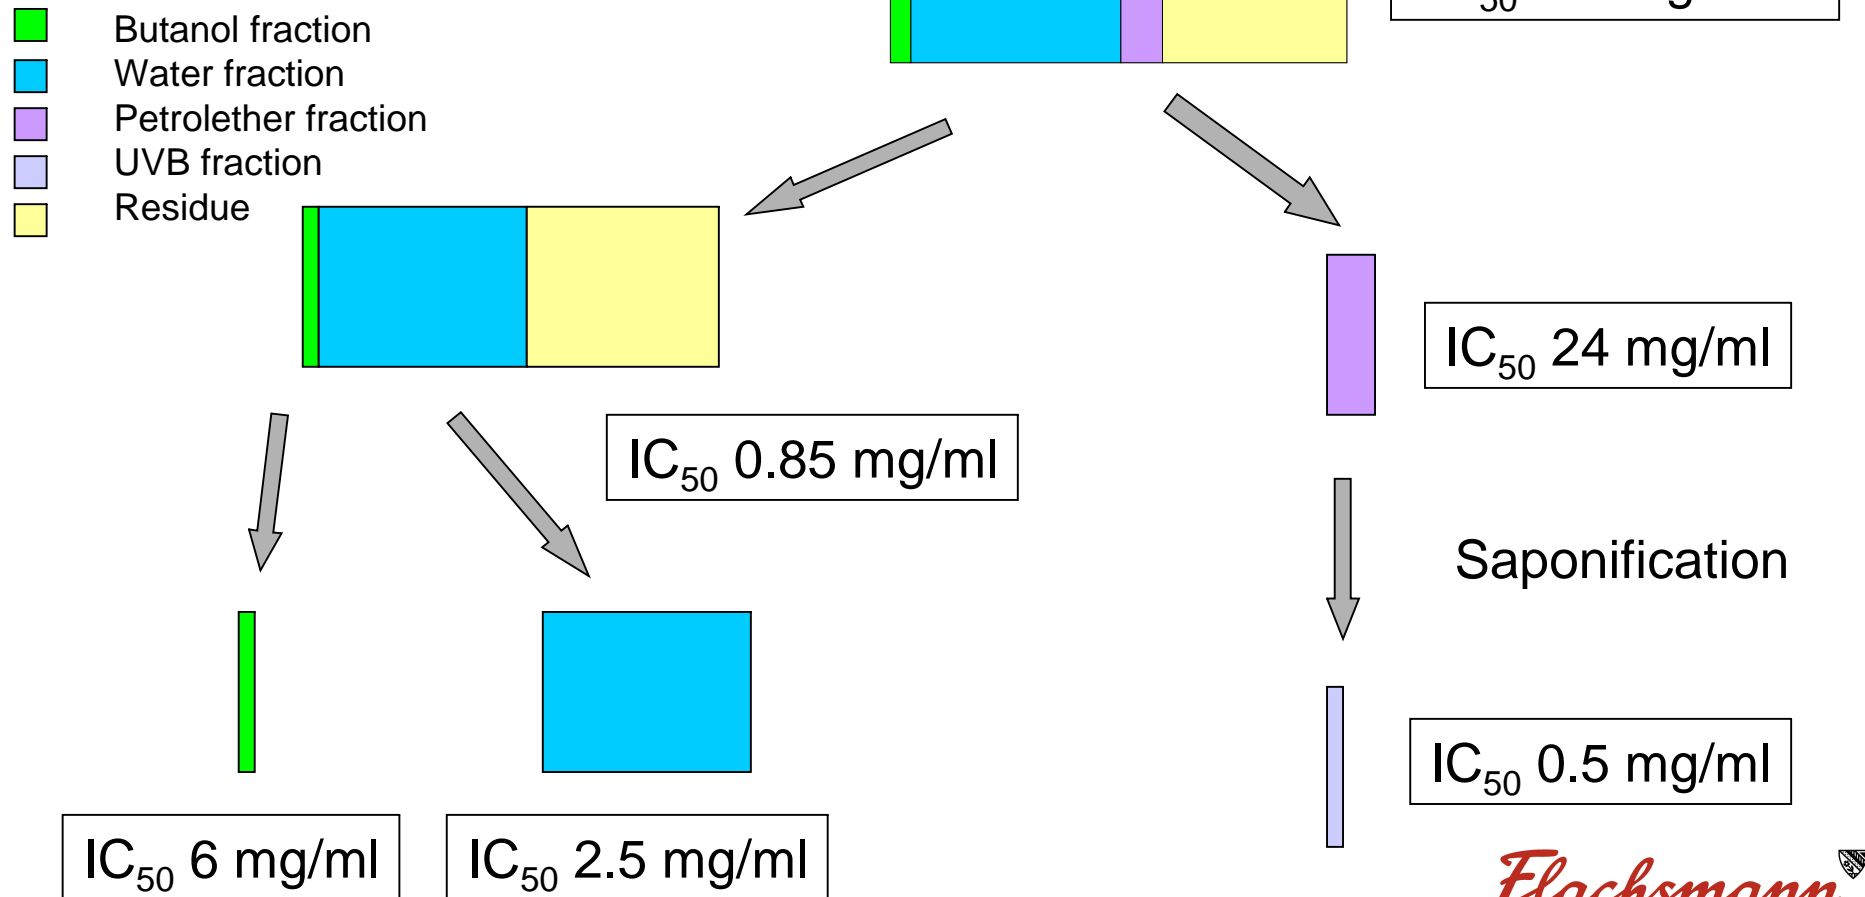 Butanol fraction
Water fraction
Petrolether fraction
UVB fraction
Residue
IC50 24 mg/ml
IC50 0.85 mg/ml
Saponification
IC50 0.5 mg/ml
IC50 6 mg/ml
IC50 2.5 mg/ml
Flachsmann